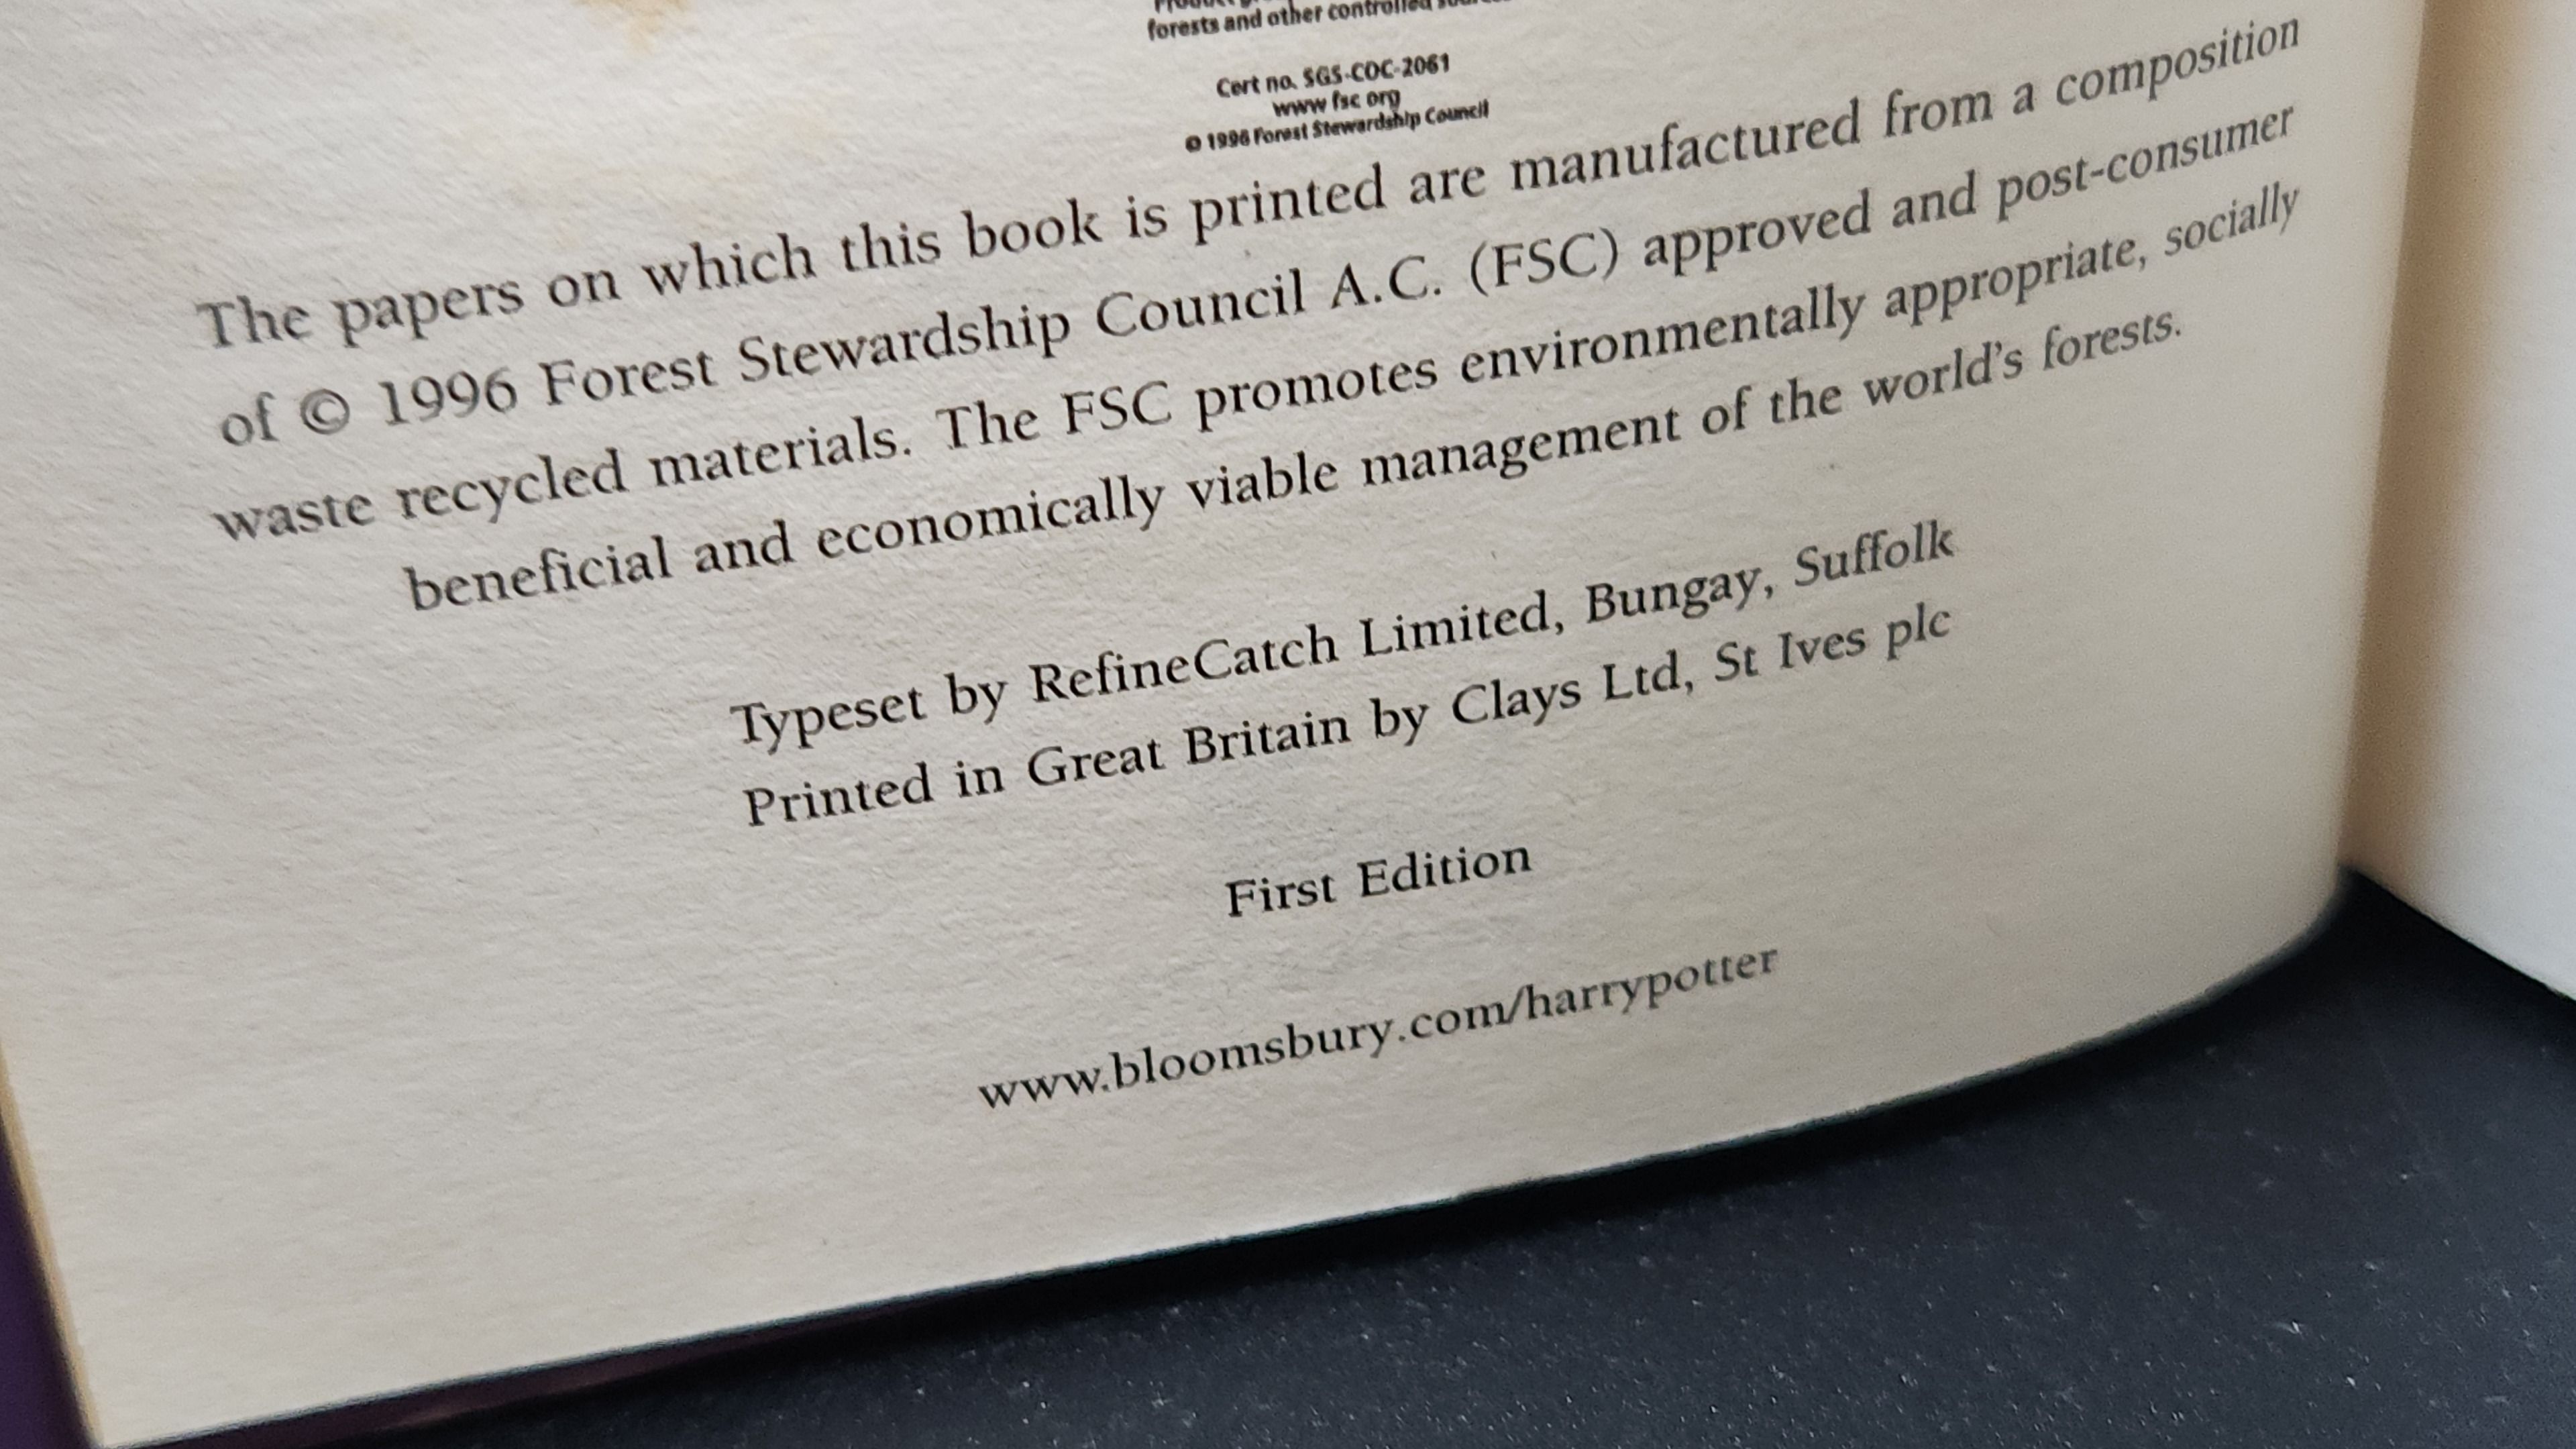 forests and other controlled
Cert no. SGS-COC-2061
www fsc org
© 1996 Forest Stewardship Council
The papers on which this book is printed are manufactured from a composition
of © 1996 Forest Stewardship Council A.C. (FSC) approved and post-consumer
waste recycled materials. The FSC promotes environmentally appropriate, socially
beneficial and economically viable management of the world's forests.
Typeset by RefineCatch Limited, Bungay, Suffolk
Printed in Great Britain by Clays Ltd, St Ives plc
First Edition
www.bloomsbury.com/harrypotter